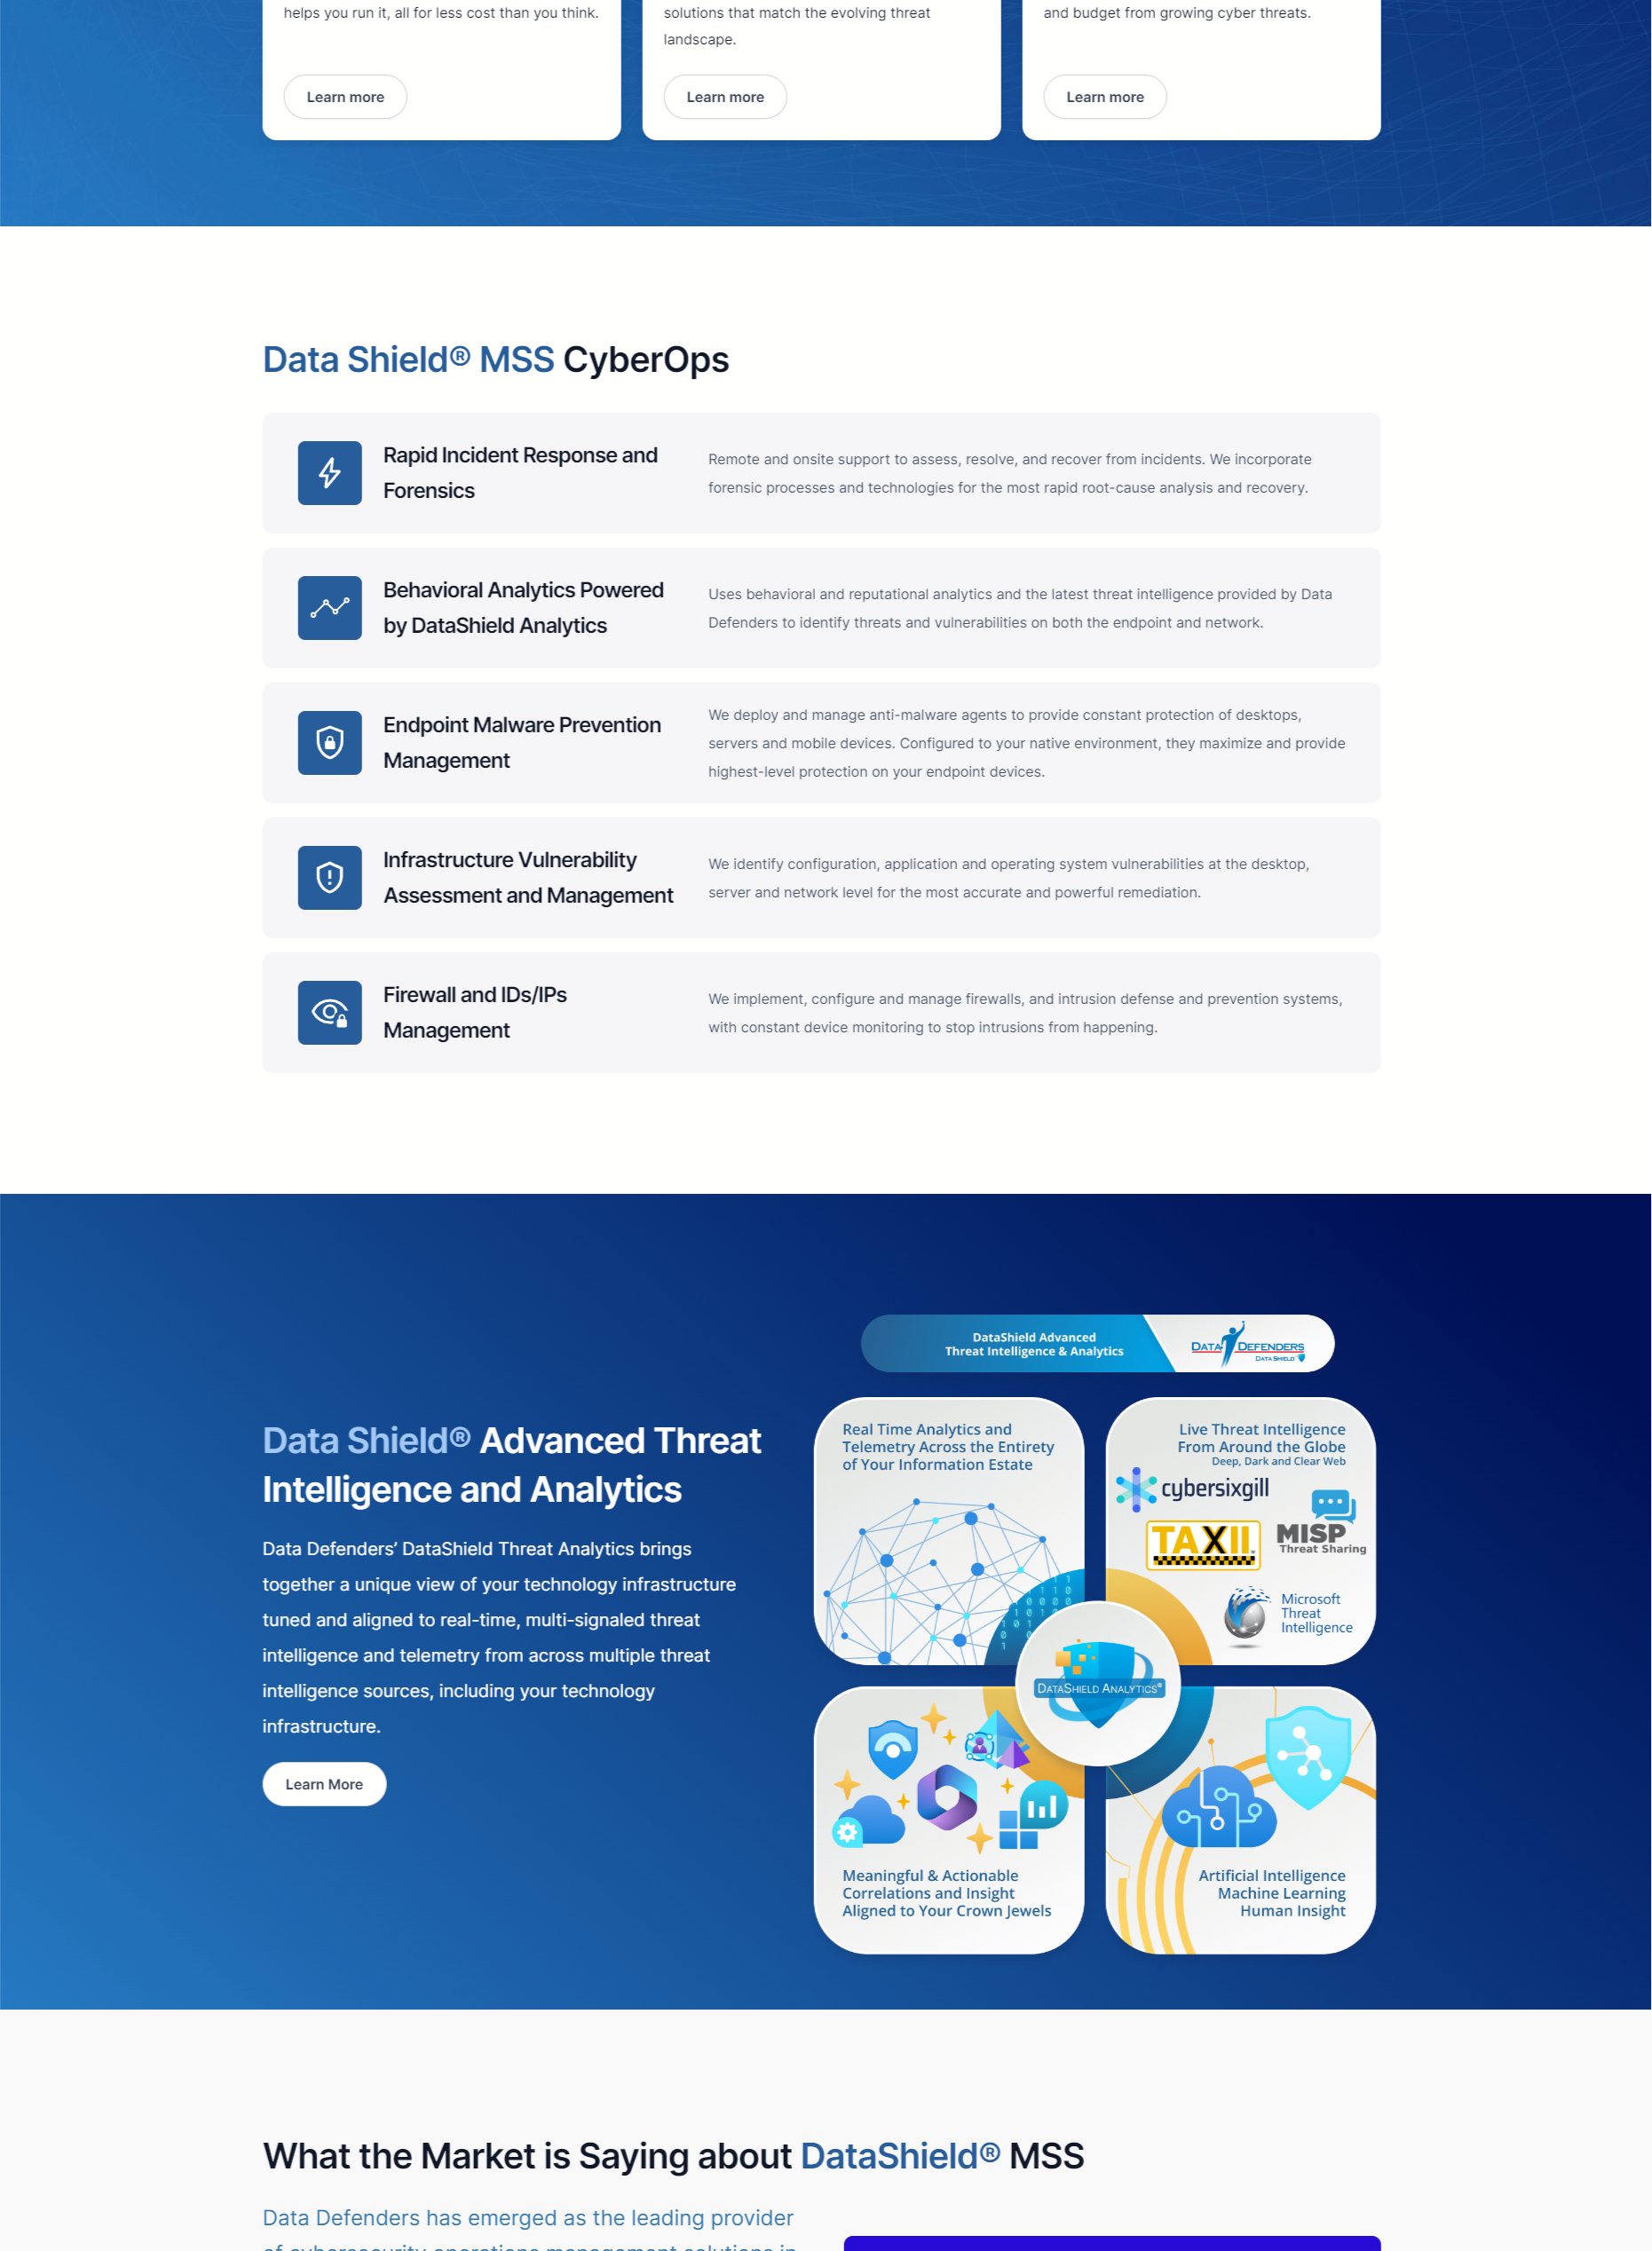 helps you run it, all for less cost than you think.
solutions that match the evolving threat
landscape.
and budget from growing cyber threats.
Learn more
Learn more
Learn more
Data Shield® MSS CyberOps
Rapid Incident Response and
Forensics
Remote and onsite support to assess, resolve, and recover from incidents. We incorporate
forensic processes and technologies for the most rapid root-cause analysis and recovery.
Behavioral Analytics Powered
by DataShield Analytics
Uses behavioral and reputational analytics and the latest threat intelligence provided by Data
Defenders to identify threats and vulnerabilities on both the endpoint and network.
Endpoint Malware Prevention
Management
We deploy and manage anti-malware agents to provide constant protection of desktops,
servers and mobile devices. Configured to your native environment, they maximize and provide
highest-level protection on your endpoint devices.
Infrastructure Vulnerability
Assessment and Management
We identify configuration, application and operating system vulnerabilities at the desktop,
server and network level for the most accurate and powerful remediation.
Firewall and IDs/IPs
Management
We implement, configure and manage firewalls, and intrusion defense and prevention systems,
with constant device monitoring to stop intrusions from happening.
Data Shield® Advanced Threat
Intelligence and Analytics
Data Defenders’ DataShield Threat Analytics brings
together a unique view of your technology infrastructure
tuned and aligned to real-time, multi-signaled threat
intelligence and telemetry from across multiple threat
intelligence sources, including your technology
infrastructure.
Learn More
DataShield Advanced
Threat Intelligence & Analytics
DATA DEFENDERS
DATA SHIELD
Real Time Analytics and
Telemetry Across the Entirety
of Your Information Estate
Live Threat Intelligence
From Around the Globe
Deep, Dark and Clear Web
cybersixgill
TAXII
MISP
Threat Sharing
Microsoft
Threat
Intelligence
DATASHIELD ANALYTICS®
Meaningful & Actionable
Correlations and Insight
Aligned to Your Crown Jewels
Artificial Intelligence
Machine Learning
Human Insight
What the Market is Saying about DataShield® MSS
Data Defenders has emerged as the leading provider
of cybersecurity operations management solutions in